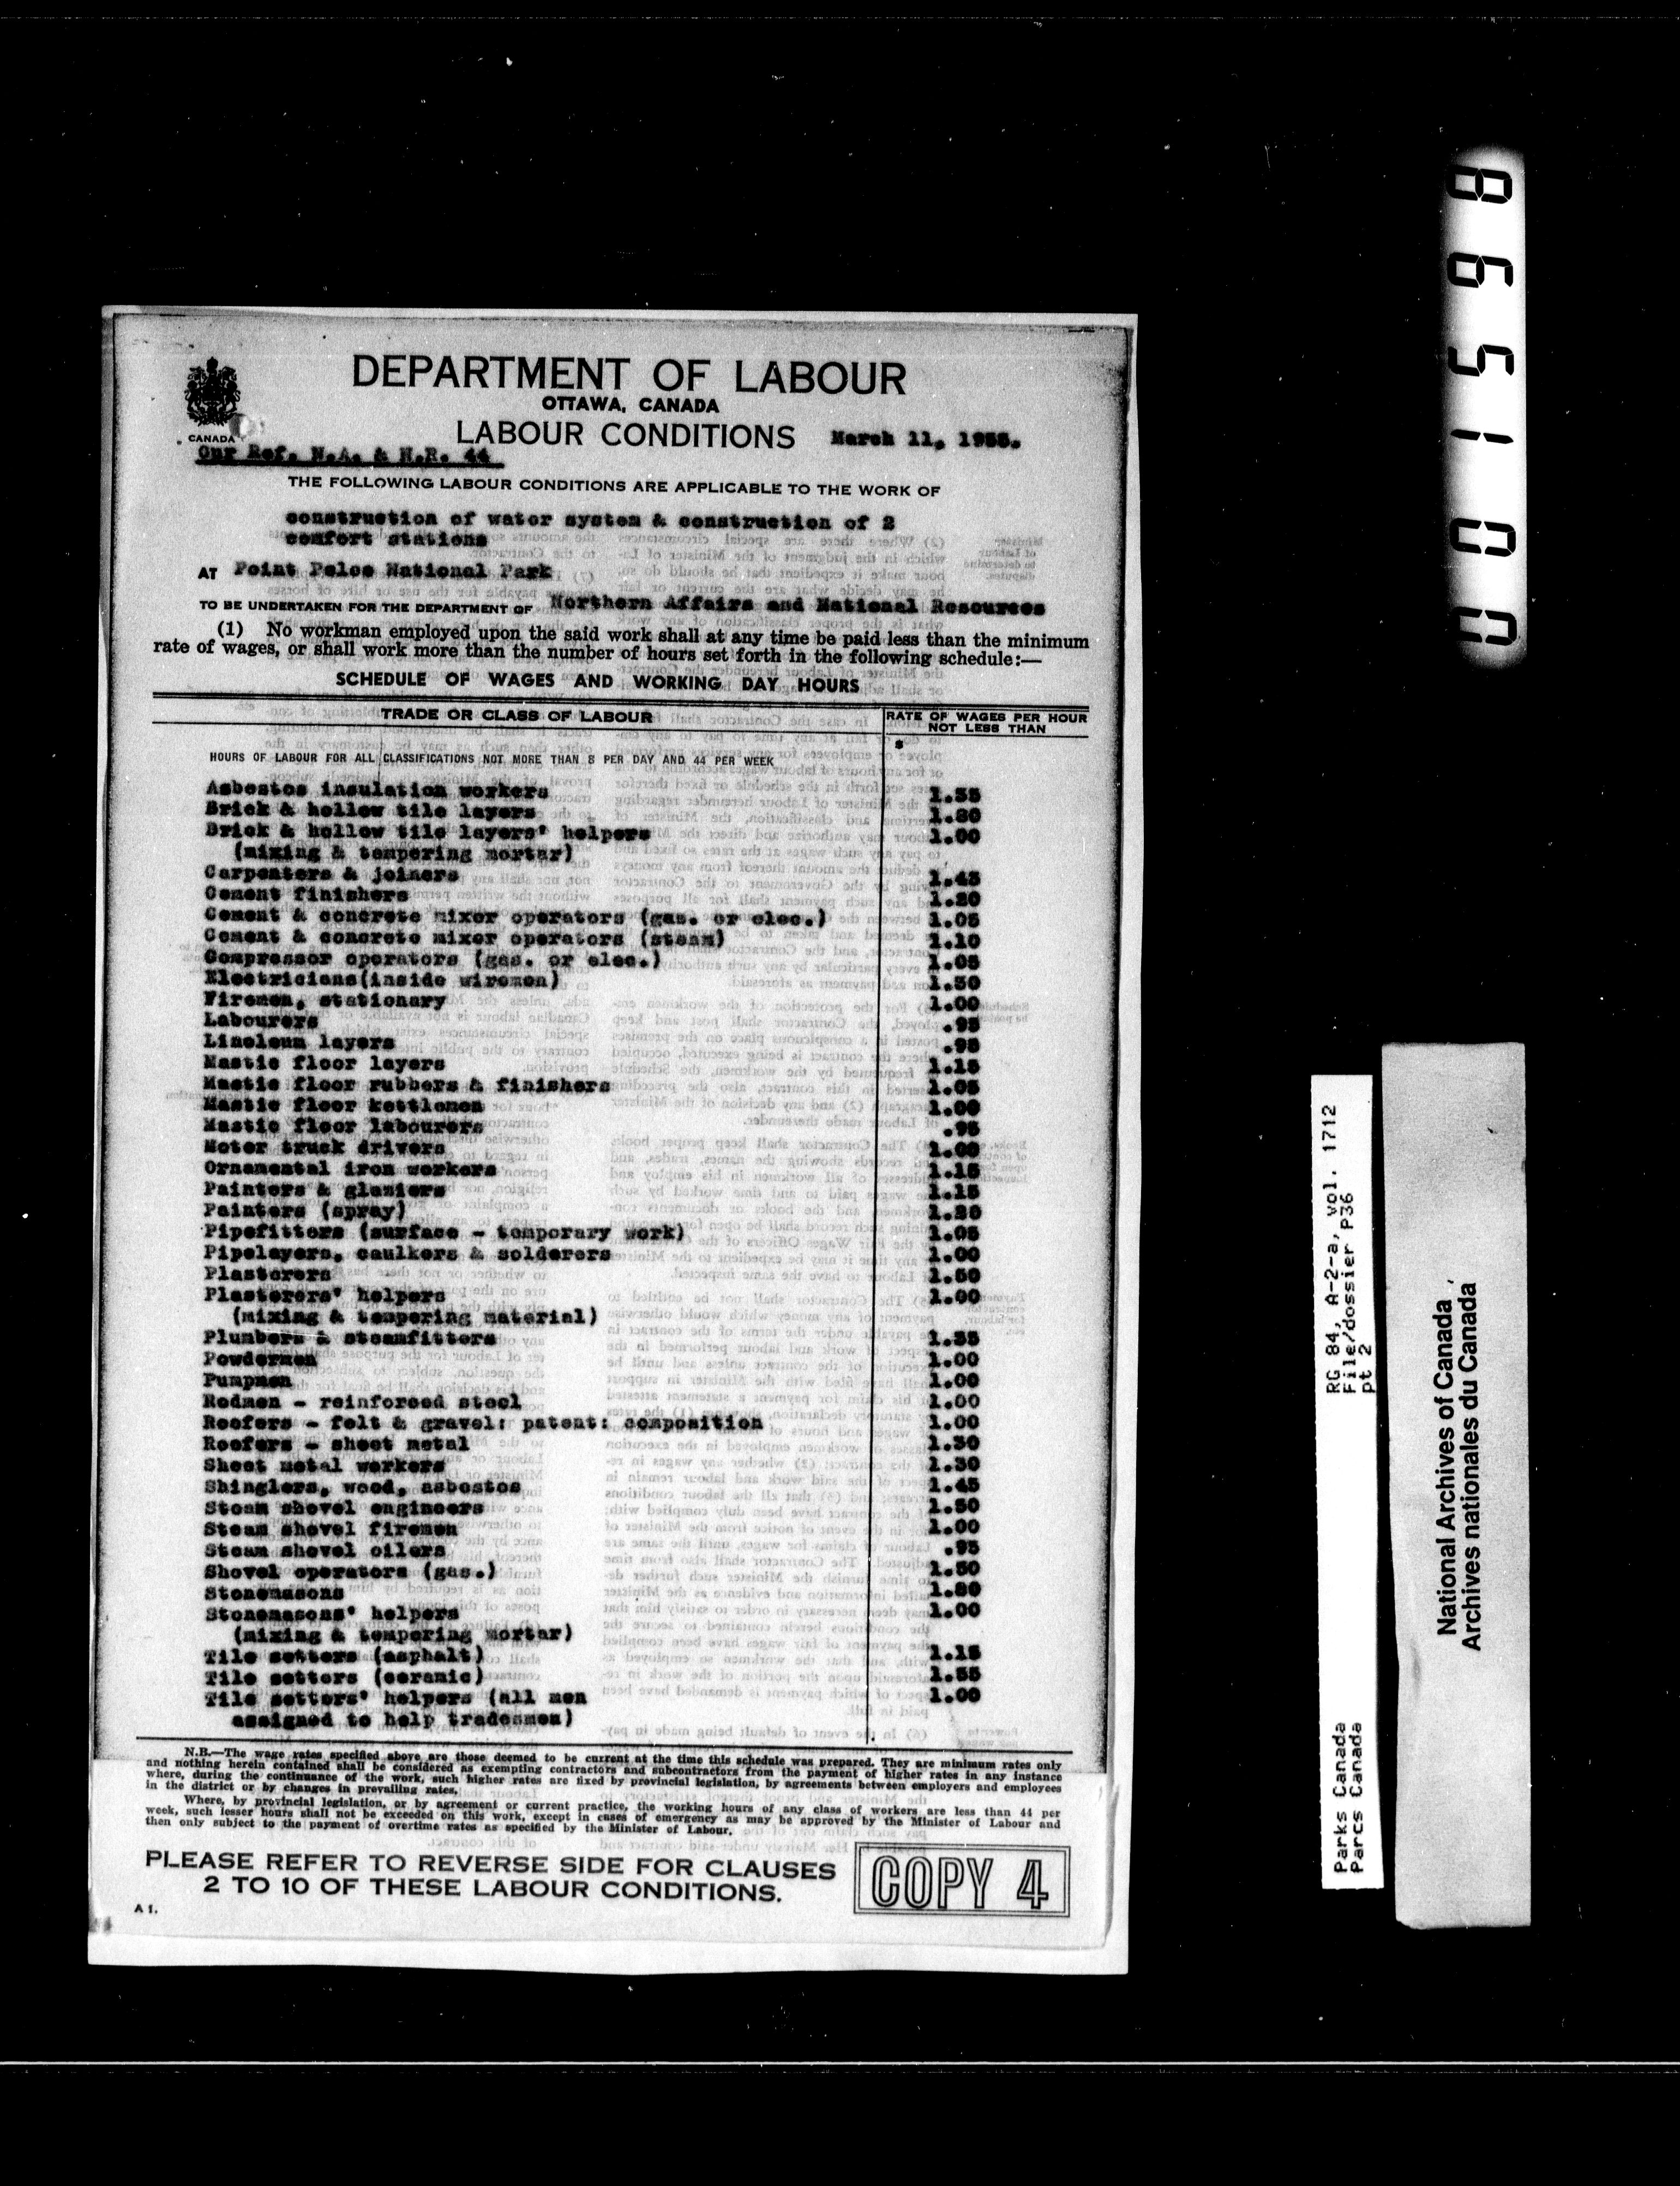 DEPARTMENT OF LABOUR
OTTAWA, CANADA
CANADA
LABOUR CONDITIONS March 11, 1955.
Our Ref. N.A. & N.R. 44
THE FOLLOWING LABOUR CONDITIONS ARE APPLICABLE TO THE WORK OF
construction of water system & construction of 2
comfort stations
AT Point Pelee National Park
TO BE UNDERTAKEN FOR THE DEPARTMENT OF Northern Affairs and National Resources
(1) No workman employed upon the said work shall at any time be paid less than the minimum
rate of wages, or shall work more than the number of hours set forth in the following schedule:—
SCHEDULE OF WAGES AND WORKING DAY HOURS
TRADE OR CLASS OF LABOUR RATE OF WAGES PER HOUR
NOT LESS THAN
$
HOURS OF LABOUR FOR ALL CLASSIFICATIONS NOT MORE THAN 8 PER DAY AND 44 PER WEEK
Asbestos insulation workers 1.55
Brick & hollow tile layers 1.80
Brick & hollow tile layers' helpers 1.00
(mixing & tempering mortar)
Carpenters & joiners 1.45
Cement finishers 1.20
Cement & concrete mixer operators (gas. or elec.) 1.05
Cement & concrete mixer operators (steam) 1.10
Compressor operators (gas. or elec.) 1.05
Electricians(inside wiremen) 1.50
Firemen, stationary 1.00
Labourers .95
Linoleum layers .95
Mastic floor layers 1.15
Mastic floor rubbers & finishers 1.05
Mastic floor kettlemen 1.00
Mastic floor labourers .95
Motor truck drivers 1.00
Ornamental iron workers 1.15
Painters & glaziers 1.15
Painters (spray) 1.20
Pipefitters (surface - temporary work) 1.05
Pipelayers, caulkers & solderers 1.00
Plasterers 1.50
Plasterers' helpers 1.00
(mixing & tempering material)
Plumbers & steamfitters
Powdermen 1.00
Pumpmen 1.00
Rodmen - reinforced steel 1.00
Roofers - felt & gravel: patent: composition 1.00
Roofers - sheet metal 1.30
Sheet metal workers 1.30
Shinglers, wood, asbestos 1.45
Steam shovel engineers 1.50
Steam shovel firemen 1.00
Steam shovel oilers .95
Shovel operators (gas.) 1.50
Stonemasons 1.80
Stonemasons' helpers 1.00
(mixing & tempering mortar)
Tile setters (asphalt) 1.15
Tile setters (ceramic) 1.55
Tile setters' helpers (all men 1.00
assigned to help tradesmen)
N.B.—The wage rates specified above are those deemed to be current at the time this schedule was prepared. They are minimum rates only
and nothing herein contained shall be considered as exempting contractors and subcontractors from the payment of higher rates in any instance
where, during the continuance of the work, such higher rates are fixed by provincial legislation, by agreements between employers and employees
in the district or by changes in prevailing rates.
Where, by provincial legislation, or by agreement or current practice, the working hours of any class of workers are less than 44 per
week, such lesser hours shall not be exceeded on this work, except in cases of emergency as may be approved by the Minister of Labour and
then only subject to the payment of overtime rates as specified by the Minister of Labour.
PLEASE REFER TO REVERSE SIDE FOR CLAUSES
2 TO 10 OF THESE LABOUR CONDITIONS.
COPY 4
A 1.
001598
RG 84, A-2-a, vol. 1712
File/dossier P36
pt 2
Parks Canada
Parcs Canada
National Archives of Canada
Archives nationales du Canada